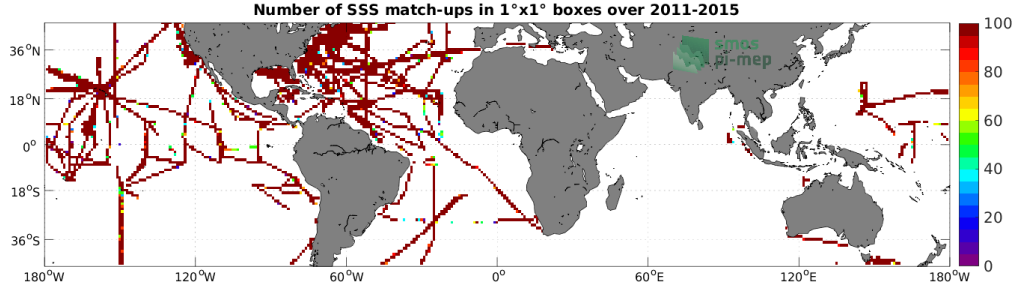 Number of SSS match-ups in 1°x1° boxes over 2011-2015
36°N
18°N
0°
18°S
36°S
180°W
120°W
60°W
0°
60°E
120°E
180°W
smos
pi-mep
100
80
60
40
20
0